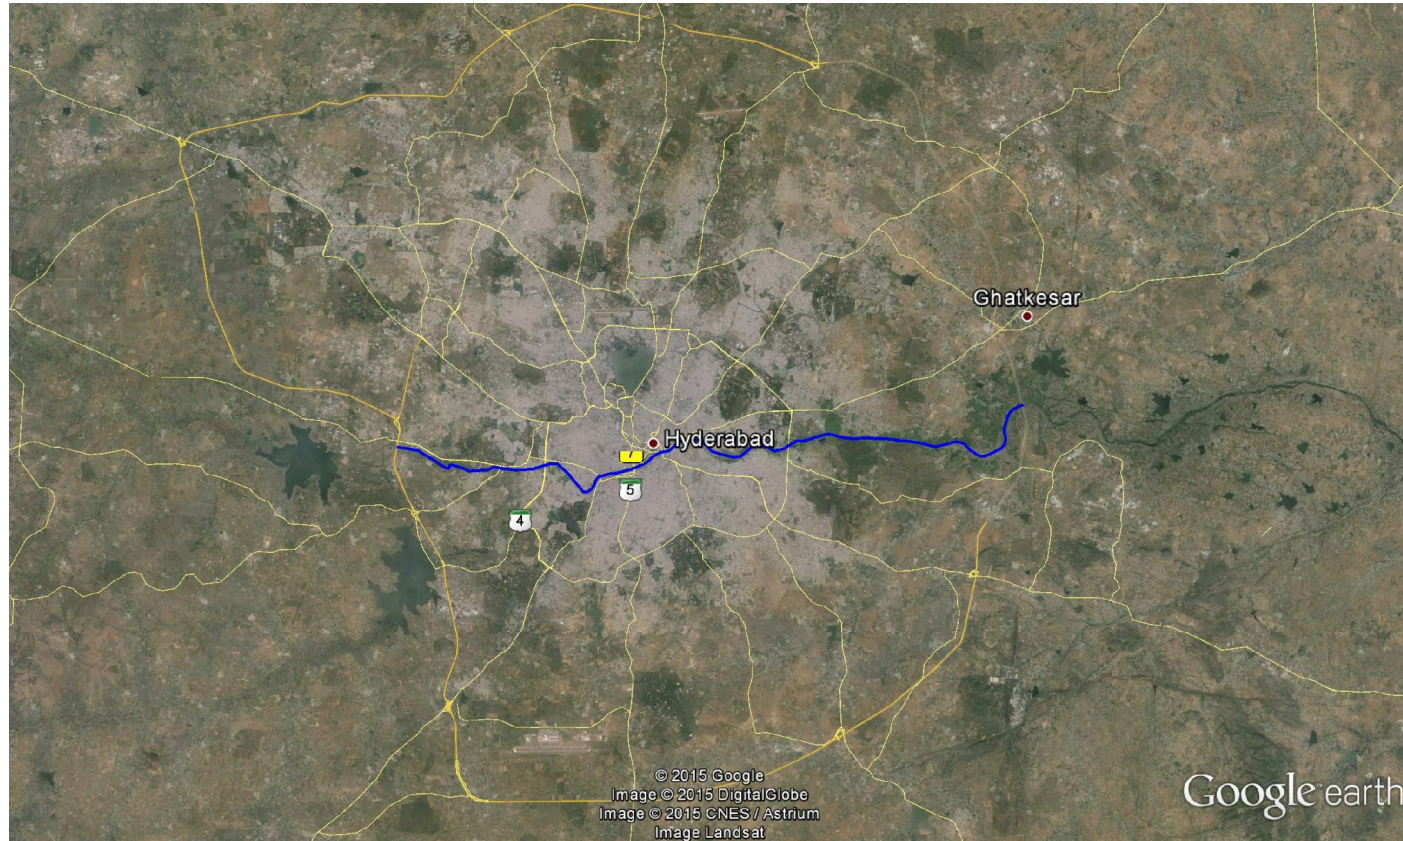 Ghatkesar
Hyderabad
7
5
4
© 2015 Google
Image © 2015 DigitalGlobe
Image © 2015 CNES / Astrium
Image Landsat
Google earth